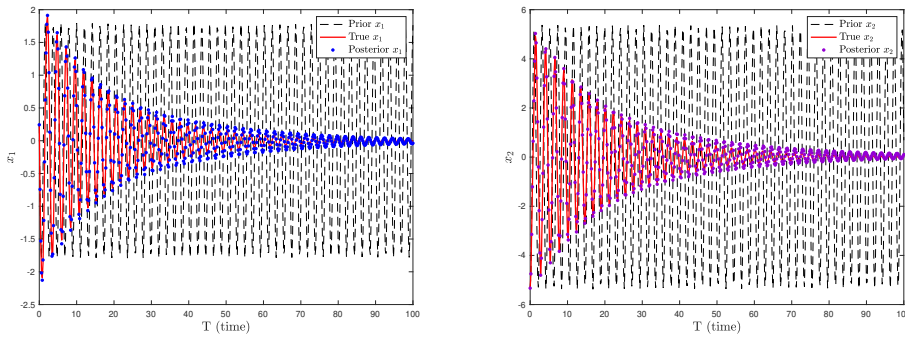 Prior x₁
True x₁
Posterior x₁
2
1.5
1
0.5
0
-0.5
-1
-1.5
-2
-2.5
x₁
0 10 20 30 40 50 60 70 80 90 100
T (time)
Prior x₂
True x₂
Posterior x₂
6
4
2
0
-2
-4
-6
x₂
0 10 20 30 40 50 60 70 80 90 100
T (time)